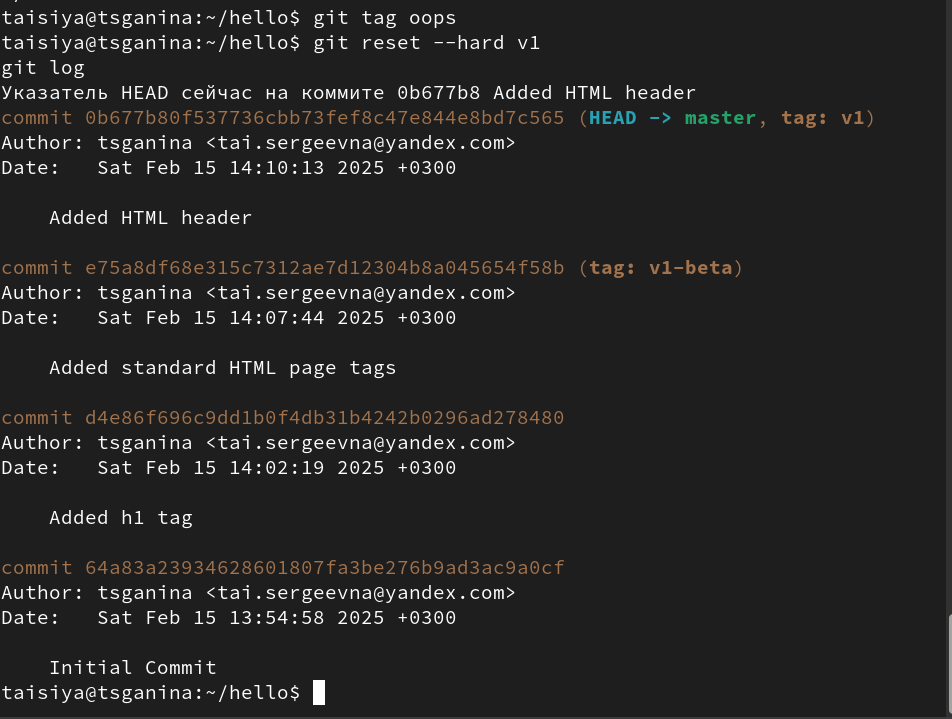 taisiya@tsganina:~/hello$ git tag oops
taisiya@tsganina:~/hello$ git reset --hard v1
git log
Указатель HEAD сейчас на коммите 0b677b8 Added HTML header
commit 0b677b80f537736cbb73fef8c47e844e8bd7c565 (HEAD -> master, tag: v1)
Author: tsganina <tai.sergeevna@yandex.com>
Date:   Sat Feb 15 14:10:13 2025 +0300

    Added HTML header

commit e75a8df68e315c7312ae7d12304b8a045654f58b (tag: v1-beta)
Author: tsganina <tai.sergeevna@yandex.com>
Date:   Sat Feb 15 14:07:44 2025 +0300

    Added standard HTML page tags

commit d4e86f696c9dd1b0f4db31b4242b0296ad278480
Author: tsganina <tai.sergeevna@yandex.com>
Date:   Sat Feb 15 14:02:19 2025 +0300

    Added h1 tag

commit 64a83a23934628601807fa3be276b9ad3ac9a0cf
Author: tsganina <tai.sergeevna@yandex.com>
Date:   Sat Feb 15 13:54:58 2025 +0300

    Initial Commit
taisiya@tsganina:~/hello$